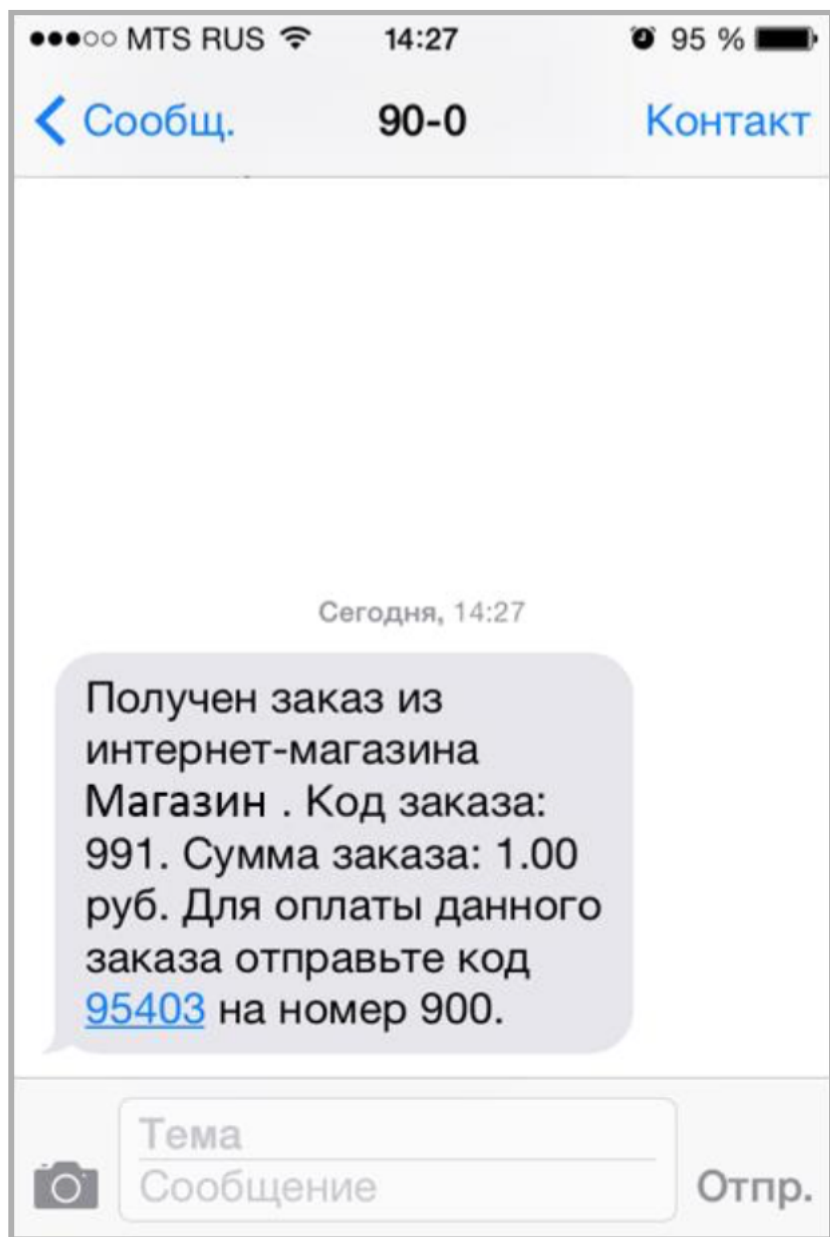 MTS RUS 14:27 95 %
Сообщ. 90-0 Контакт
Сегодня, 14:27
Получен заказ из
интернет-магазина
Магазин . Код заказа:
991. Сумма заказа: 1.00
руб. Для оплаты данного
заказа отправьте код
95403 на номер 900.
Тема
Сообщение
Отпр.